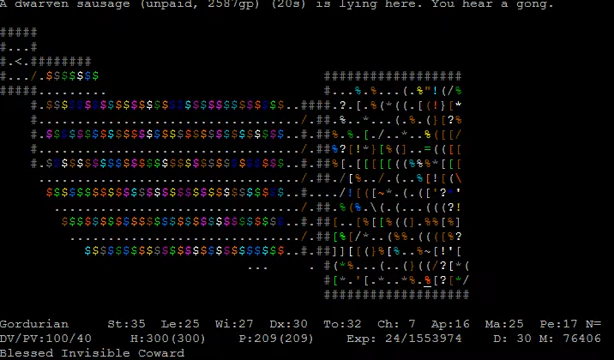 A dwarven sausage (unpaid, 2587gp) (20s) is lying here. You hear a gong.
Gordurian St:35 Le:25 Wi:27 Dx:30 To:32 Ch: 7 Ap:16 Ma:25 Pe:17 N=
DV/PV:100/40 H:300(300) P:209(209) Exp: 24/1553974 D: 30 M: 76406
Blessed Invisible Coward